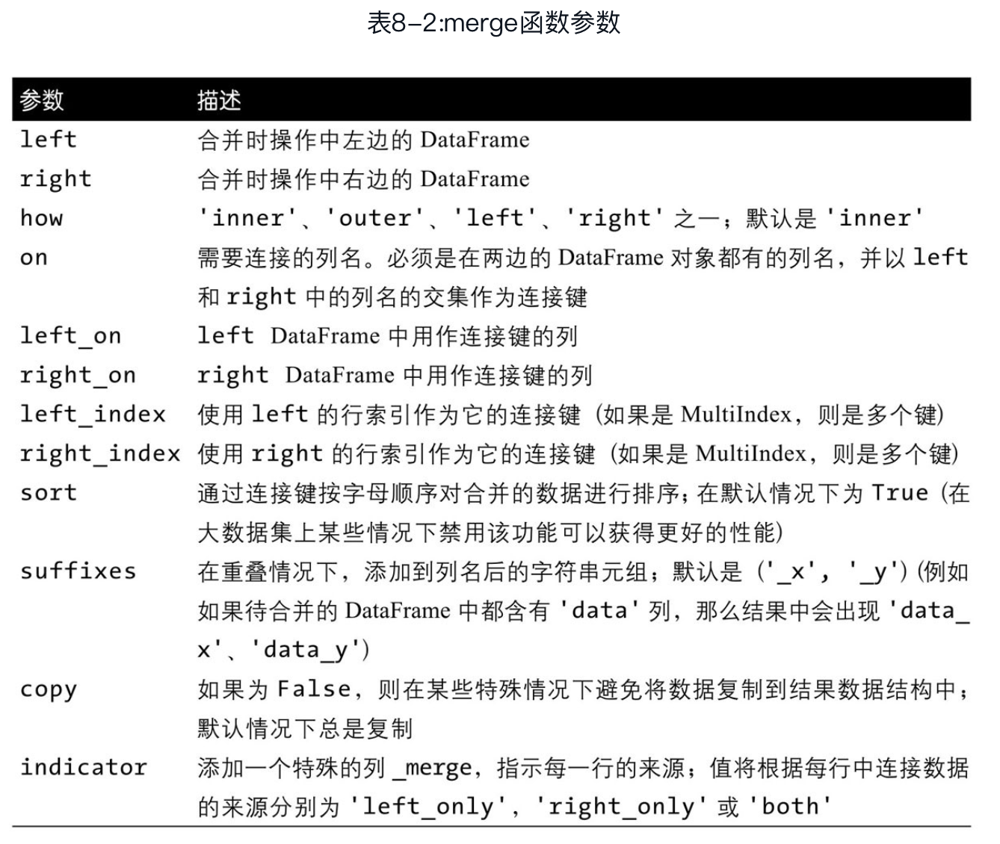 表8-2:merge函数参数
参数 描述
left 合并时操作中左边的 DataFrame
right 合并时操作中右边的 DataFrame
how 'inner'、'outer'、'left'、'right' 之一；默认是 'inner'
on 需要连接的列名。必须是在两边的 DataFrame 对象都有的列名，并以 left
和 right 中的列名的交集作为连接键
left_on left DataFrame 中用作连接键的列
right_on right DataFrame 中用作连接键的列
left_index 使用 left 的行索引作为它的连接键（如果是 MultiIndex，则是多个键）
right_index 使用 right 的行索引作为它的连接键（如果是 MultiIndex，则是多个键）
sort 通过连接键按字母顺序对合并的数据进行排序；在默认情况下为 True（在
大数据集上某些情况下禁用该功能可以获得更好的性能）
suffixes 在重叠情况下，添加到列名后的字符串元组；默认是（'_x', '_y'）（例如
如果待合并的 DataFrame 中都含有 'data' 列，那么结果中会出现 'data_
x'、'data_y'）
copy 如果为 False，则在某些特殊情况下避免将数据复制到结果数据结构中；
默认情况下总是复制
indicator 添加一个特殊的列 _merge，指示每一行的来源；值将根据每行中连接数据
的来源分别为 'left_only'，'right_only' 或 'both'